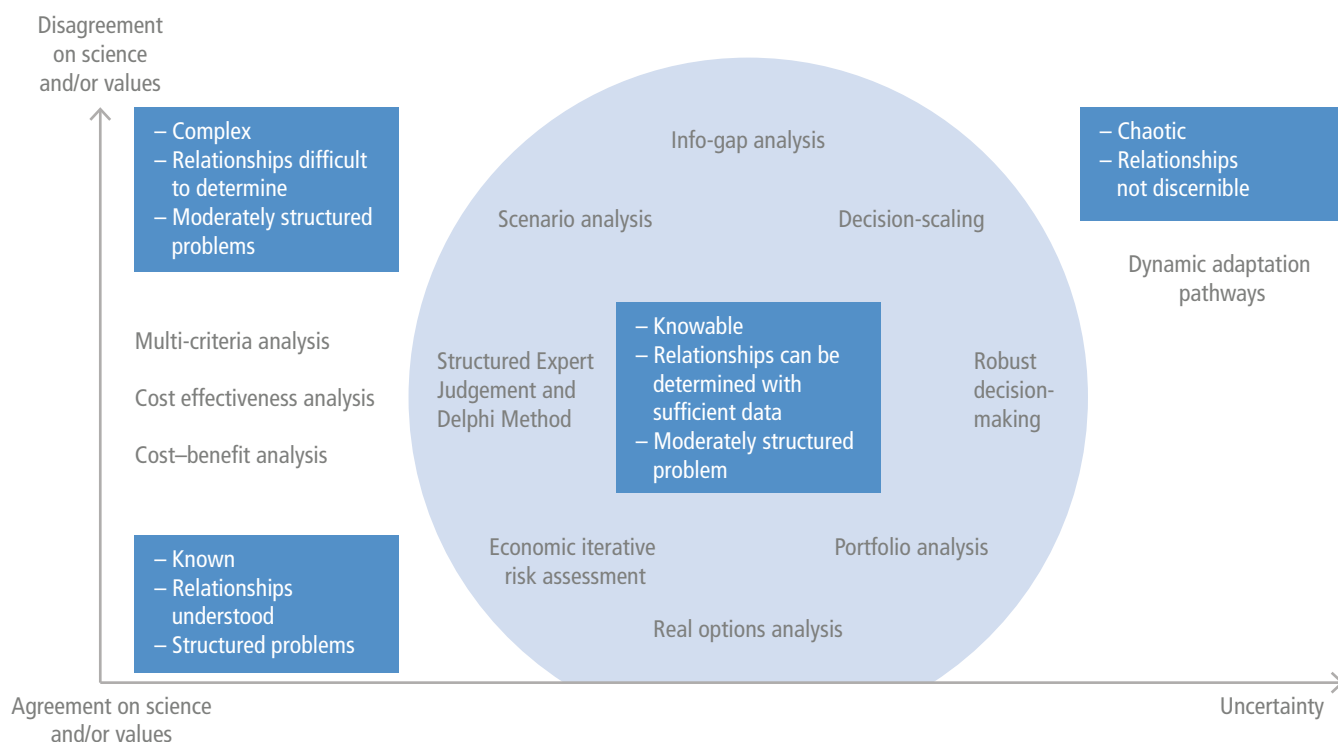 Disagreement
on science
and/or values
– Complex
– Relationships difficult
to determine
– Moderately structured
problems
Multi-criteria analysis
Cost effectiveness analysis
Cost–benefit analysis
– Known
– Relationships
understood
– Structured problems
Info-gap analysis
Scenario analysis
Decision-scaling
Structured Expert
Judgement and
Delphi Method
– Knowable
– Relationships can be
determined with
sufficient data
– Moderately structured
problem
Robust
decision-
making
Economic iterative
risk assessment
Portfolio analysis
Real options analysis
– Chaotic
– Relationships
not discernible
Dynamic adaptation
pathways
Agreement on science
and/or values
Uncertainty